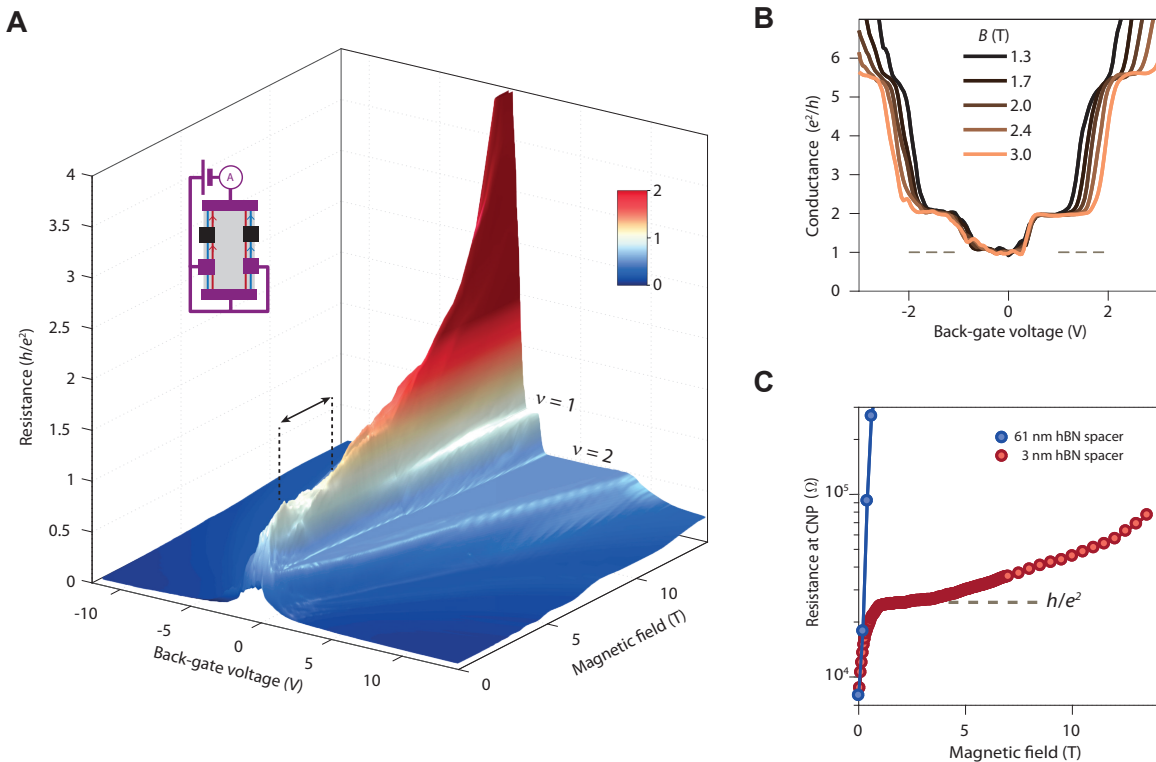 A
4
3.5
3
2.5
2
1.5
1
0.5
0
Resistance (h/e²)
A
2
1
0
ν = 1
ν = 2
-10
-5
0
5
10
Back-gate voltage (V)
0
5
10
Magnetic field (T)
B
B (T)
1.3
1.7
2.0
2.4
3.0
6
5
4
3
2
1
0
Conductance (e²/h)
-2
0
2
Back-gate voltage (V)
C
61 nm hBN spacer
3 nm hBN spacer
10⁵
10⁴
Resistance at CNP (Ω)
h/e²
0
5
10
Magnetic field (T)